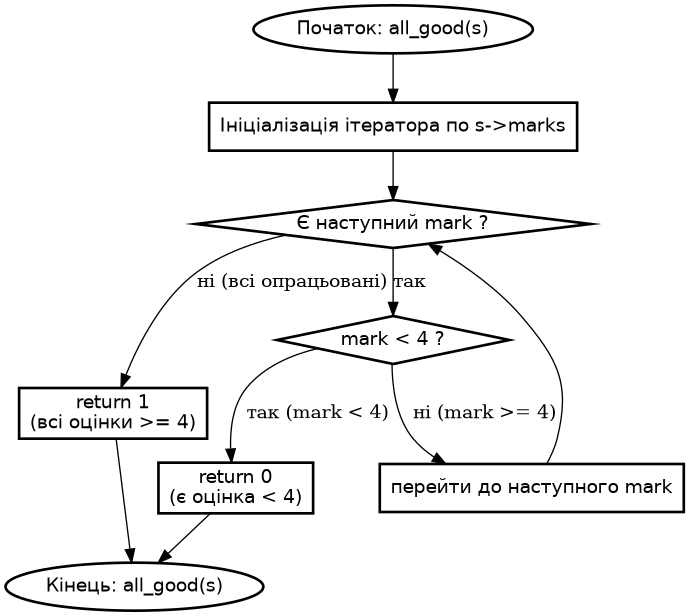 Початок: all_good(s)
Ініціалізація ітератора по s->marks
Є наступний mark ?
ні (всі опрацьовані)
так
mark < 4 ?
return 1
(всі оцінки >= 4)
так (mark < 4)
ні (mark >= 4)
return 0
(є оцінка < 4)
перейти до наступного mark
Кінець: all_good(s)